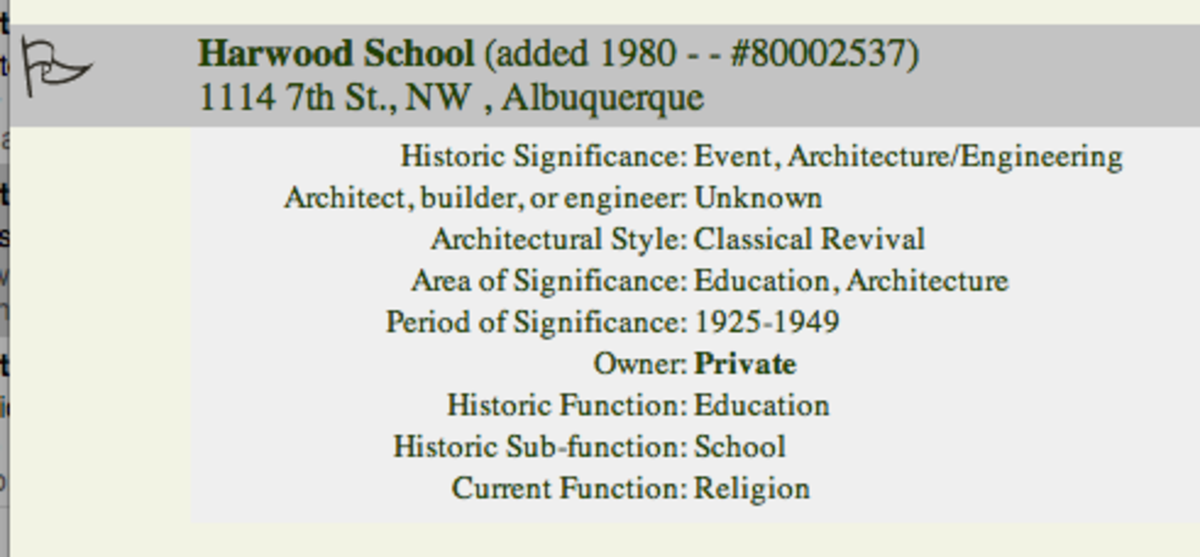 Harwood School (added 1980 - - #80002537)
1114 7th St., NW , Albuquerque
Historic Significance: Event, Architecture/Engineering
Architect, builder, or engineer: Unknown
Architectural Style: Classical Revival
Area of Significance: Education, Architecture
Period of Significance: 1925-1949
Owner: Private
Historic Function: Education
Historic Sub-function: School
Current Function: Religion